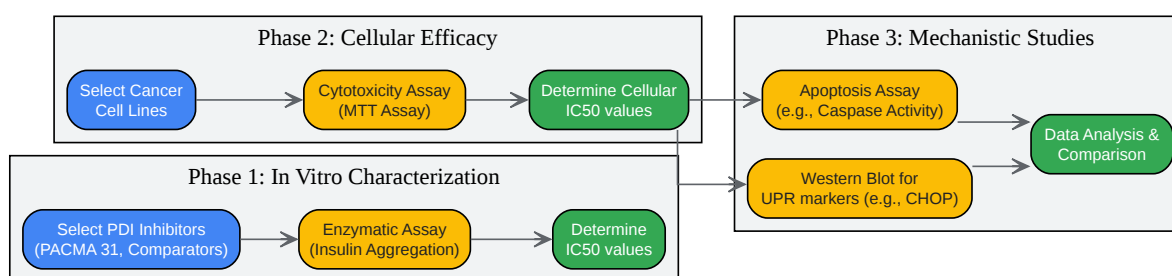 Phase 2: Cellular Efficacy
Select Cancer
Cell Lines
Cytotoxicity Assay
(MTT Assay)
Determine Cellular
IC50 values
Phase 3: Mechanistic Studies
Apoptosis Assay
(e.g., Caspase Activity)
Western Blot for
UPR markers (e.g., CHOP)
Data Analysis &
Comparison
Phase 1: In Vitro Characterization
Select PDI Inhibitors
(PACMA 31, Comparators)
Enzymatic Assay
(Insulin Aggregation)
Determine
IC50 values